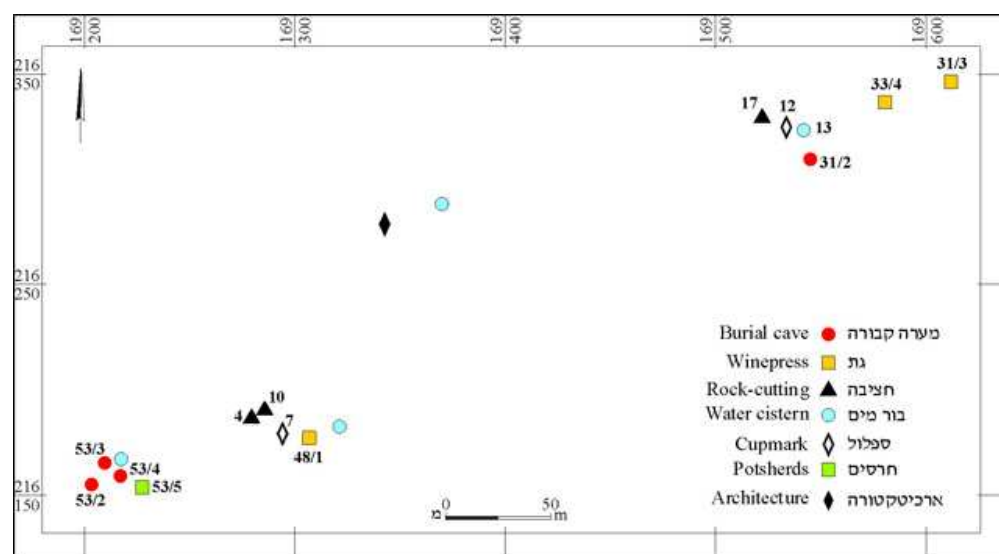 169 200
169 300
169 400
169 500
169 600
216 350
31/3
33/4
17
12
13
31/2
216 250
Burial cave מערה קבורה
Winepress גת
Rock-cutting חציבה
Water cistern בור מים
Cupmark ספלול
Potsherds חרסים
Architecture ארכיטקטורה
10
4
7
48/1
53/3
53/4
53/2
53/5
216 150
מ 0 50 m